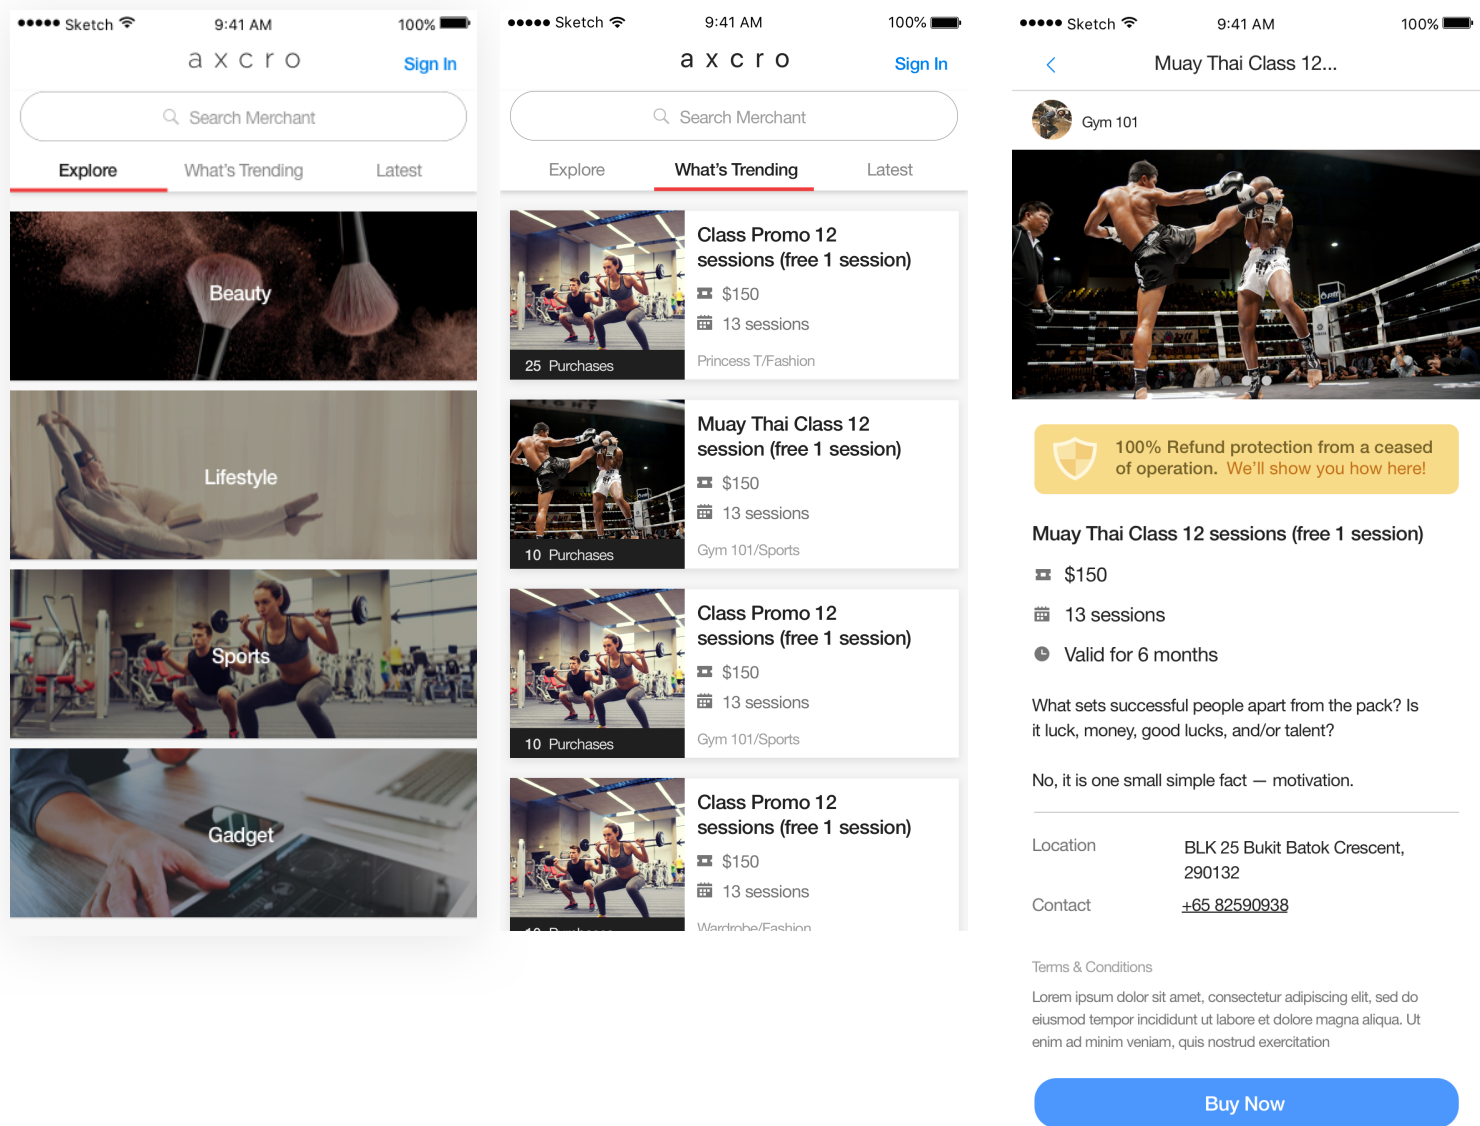 Sketch 9:41 AM 100%
axcro
Sign In
Search Merchant
Explore What's Trending Latest
Beauty
Lifestyle
Sports
Gadget
Sketch 9:41 AM 100%
axcro
Sign In
Search Merchant
Explore What's Trending Latest
Class Promo 12
sessions (free 1 session)
$150
13 sessions
Princess T/Fashion
25 Purchases
Muay Thai Class 12
session (free 1 session)
$150
13 sessions
Gym 101/Sports
10 Purchases
Class Promo 12
sessions (free 1 session)
$150
13 sessions
Gym 101/Sports
10 Purchases
Class Promo 12
sessions (free 1 session)
$150
13 sessions
Wardrobe/Fashion
10 Purchases
Sketch 9:41 AM 100%
Muay Thai Class 12...
Gym 101
100% Refund protection from a ceased
of operation. We'll show you how here!
Muay Thai Class 12 sessions (free 1 session)
$150
13 sessions
Valid for 6 months
What sets successful people apart from the pack? Is
it luck, money, good lucks, and/or talent?
No, it is one small simple fact — motivation.
Location BLK 25 Bukit Batok Crescent,
290132
Contact +65 82590938
Terms & Conditions
Lorem ipsum dolor sit amet, consectetur adipiscing elit, sed do
eiusmod tempor incididunt ut labore et dolore magna aliqua. Ut
enim ad minim veniam, quis nostrud exercitation
Buy Now